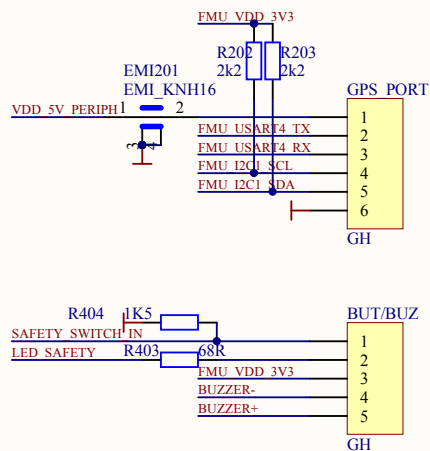 FMU_VDD_3V3
R202 R203
2k2 2k2
EMI201
EMI_KNH16
GPS_PORT
VDD_5V_PERIPH 1 2
1
FMU_USART4_TX 2
FMU_USART4_RX 3
FMU_I2C1_SCL 4
FMU_I2C1_SDA 5
3 4
6
GH
R404 1K5
BUT/BUZ
SAFETY_SWITCH_IN 1
LED_SAFETY R403 68R 2
FMU_VDD_3V3 3
BUZZER- 4
BUZZER+ 5
GH